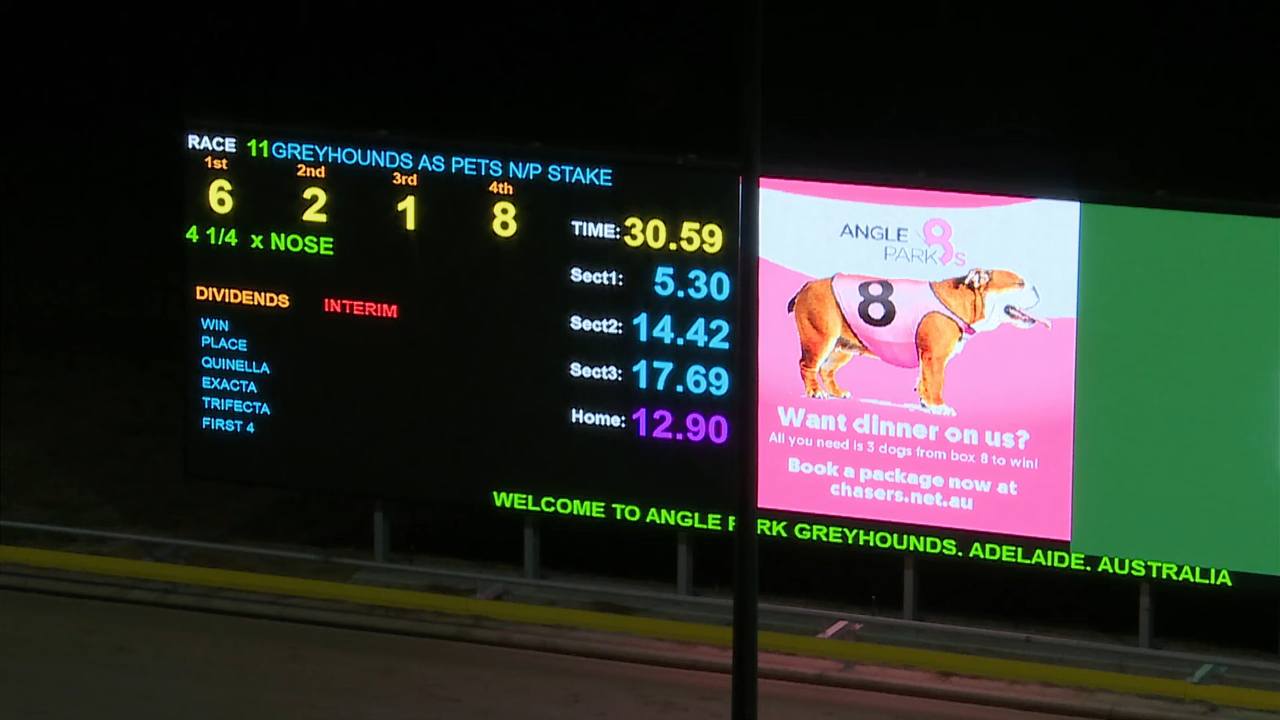 RACE 11 GREYHOUNDS AS PETS N/P STAKE
1st 2nd 3rd 4th
6 2 1 8
4 1/4 x NOSE
TIME: 30.59
Sect1: 5.30
Sect2: 14.42
Sect3: 17.69
Home: 12.90
DIVIDENDS INTERIM
WIN
PLACE
QUINELLA
EXACTA
TRIFECTA
FIRST 4
ANGLE
PARK 8s
8
Want dinner on us?
All you need is 3 dogs from box 8 to win!
Book a package now at
chasers.net.au
WELCOME TO ANGLE P RK GREYHOUNDS. ADELAIDE. AUSTRALIA